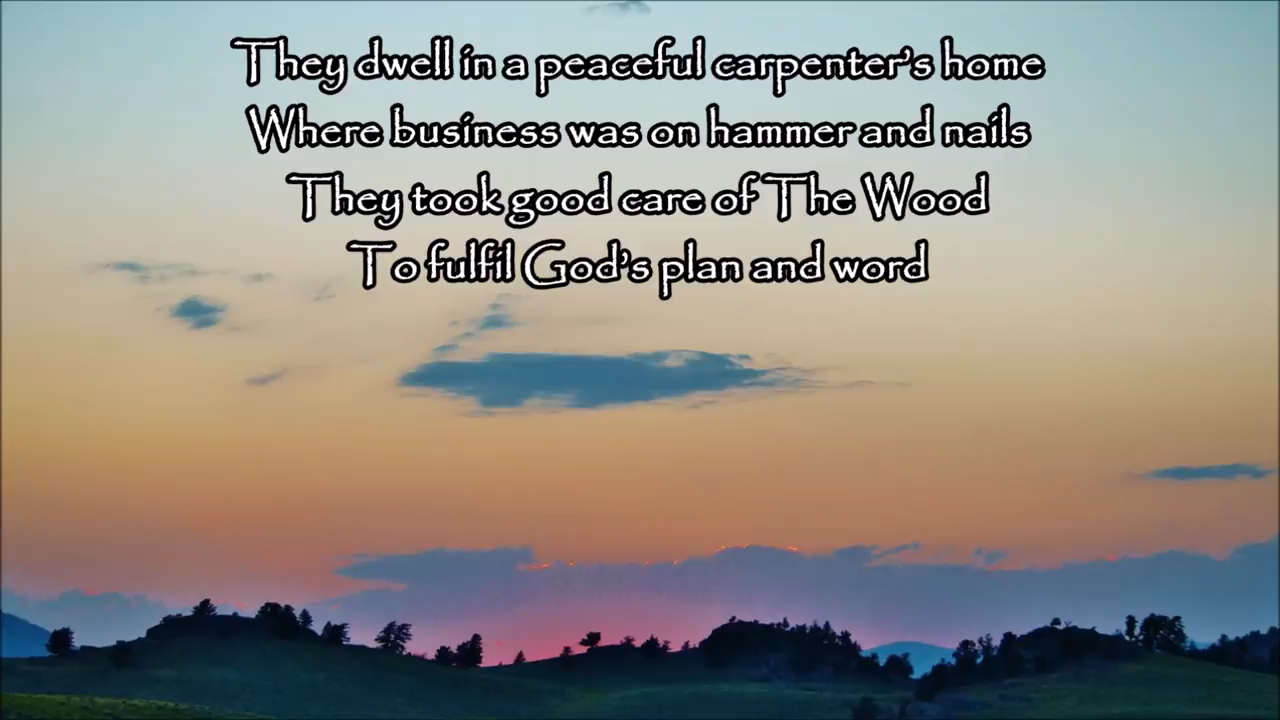 They dwell in a peaceful carpenter's home
Where business was on hammer and nails
They took good care of The Wood
To fulfil God's plan and word